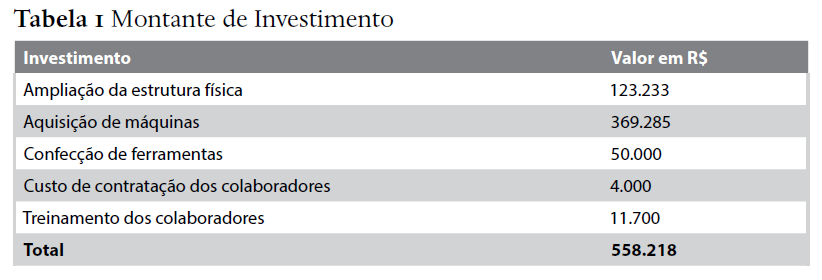 Tabela 1 Montante de Investimento
Investimento Valor em R$
Ampliação da estrutura física 123.233
Aquisição de máquinas 369.285
Confecção de ferramentas 50.000
Custo de contratação dos colaboradores 4.000
Treinamento dos colaboradores 11.700
Total 558.218